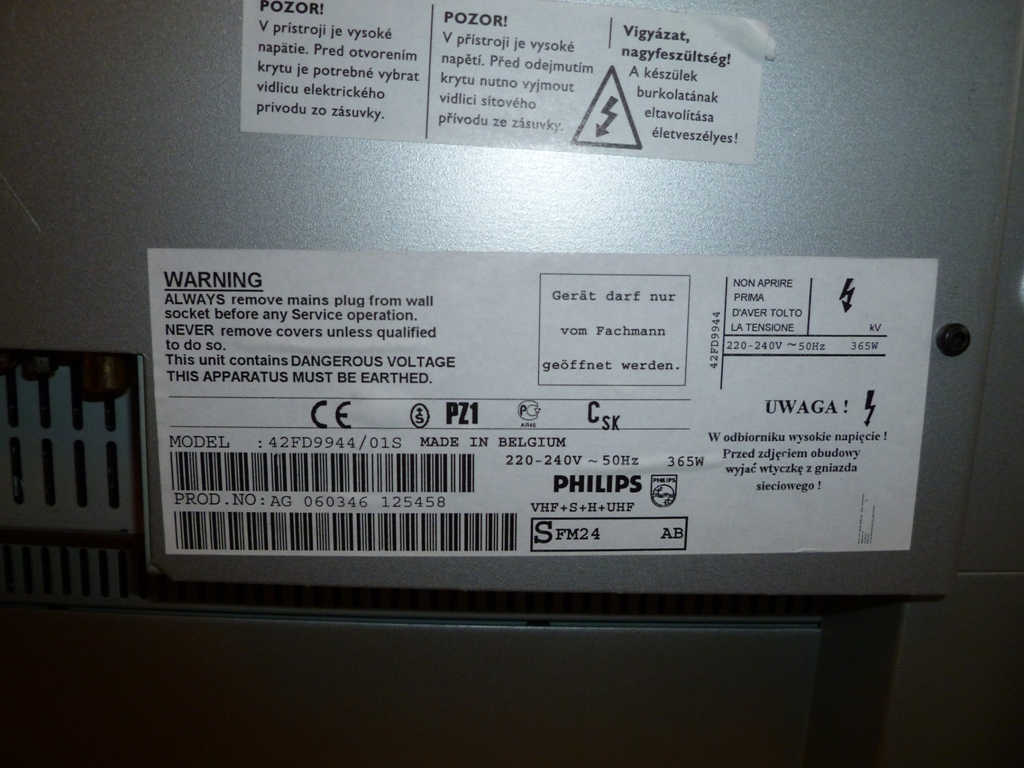 POZOR!
V prístroji je vysoké
napätie. Pred otvorením
krytu je potrebné vybrat
vidlicu elektrického
prívodu zo zásuvky.
POZOR!
V přístroji je vysoké
napětí. Před odejmutím
krytu nutno vyjmout
vidlici síťového
přívodu ze zásuvky.
Vigyázat,
nagyfeszültség!
A készülek
burkolatának
eltavolítása
életveszélyes!
WARNING
ALWAYS remove mains plug from wall
socket before any Service operation.
NEVER remove covers unless qualified
to do so.
This unit contains DANGEROUS VOLTAGE
THIS APPARATUS MUST BE EARTHED.
Gerät darf nur
vom Fachmann
geöffnet werden.
42FD9944
NON APRIRE
PRIMA
D'AVER TOLTO
LA TENSIONE
kV
220-240V ~ 50Hz 365W
CE S PZ1 PG AR46 CSK
MODEL :42FD9944/01S MADE IN BELGIUM
220-240V ~ 50Hz 365W
PROD.NO:AG 060346 125458
PHILIPS PHILIPS
VHF+S+H+UHF
S FM24 AB
UWAGA !
W odbiorniku wysokie napięcie !
Przed zdjęriem obudowy
wyjać wtyczkę z gniazda
sieciowego !